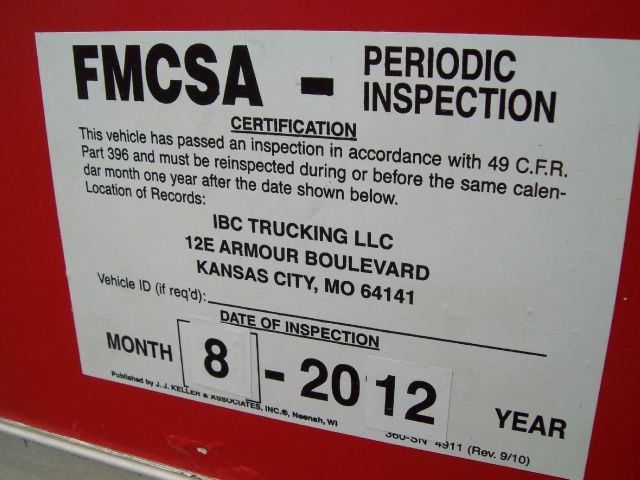 FMCSA - PERIODIC INSPECTION
CERTIFICATION
This vehicle has passed an inspection in accordance with 49 C.F.R.
Part 396 and must be reinspected during or before the same calen-
dar month one year after the date shown below.
Location of Records:
IBC TRUCKING LLC
12E ARMOUR BOULEVARD
KANSAS CITY, MO 64141
Vehicle ID (if req'd):
DATE OF INSPECTION
MONTH 8 - 2012 YEAR
Published by J. J. KELLER & ASSOCIATES, INC.®, Neenah, WI
360-SN 4911 (Rev. 9/10)